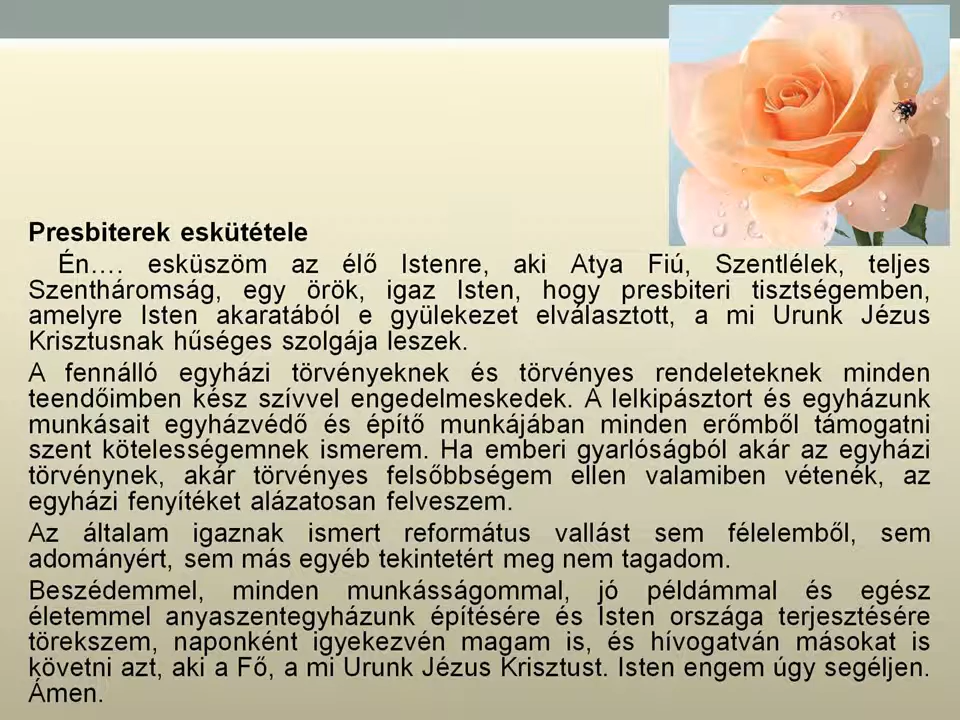 Presbiterek eskütétele
Én…. esküszöm az élő Istenre, aki Atya Fiú, Szentlélek, teljes
Szentháromság, egy örök, igaz Isten, hogy presbiteri tisztségemben,
amelyre Isten akaratából e gyülekezet elválasztott, a mi Urunk Jézus
Krisztusnak hűséges szolgája leszek.
A fennálló egyházi törvényeknek és törvényes rendeleteknek minden
teendőimben kész szívvel engedelmeskedek. A lelkipásztort és egyházunk
munkásait egyházvédő és építő munkájában minden erőmből támogatni
szent kötelességemnek ismerem. Ha emberi gyarlóságból akár az egyházi
törvénynek, akár törvényes felsőbbségem ellen valamiben vétenék, az
egyházi fenyítéket alázatosan felveszem.
Az általam igaznak ismert református vallást sem félelemből, sem
adományért, sem más egyéb tekintetért meg nem tagadom.
Beszédemmel, minden munkásságommal, jó példámmal és egész
életemmel anyaszentegyházunk építésére és Isten országa terjesztésére
törekszem, naponként igyekezvén magam is, és hívogatván másokat is
követni azt, aki a Fő, a mi Urunk Jézus Krisztust. Isten engem úgy segéljen.
Ámen.